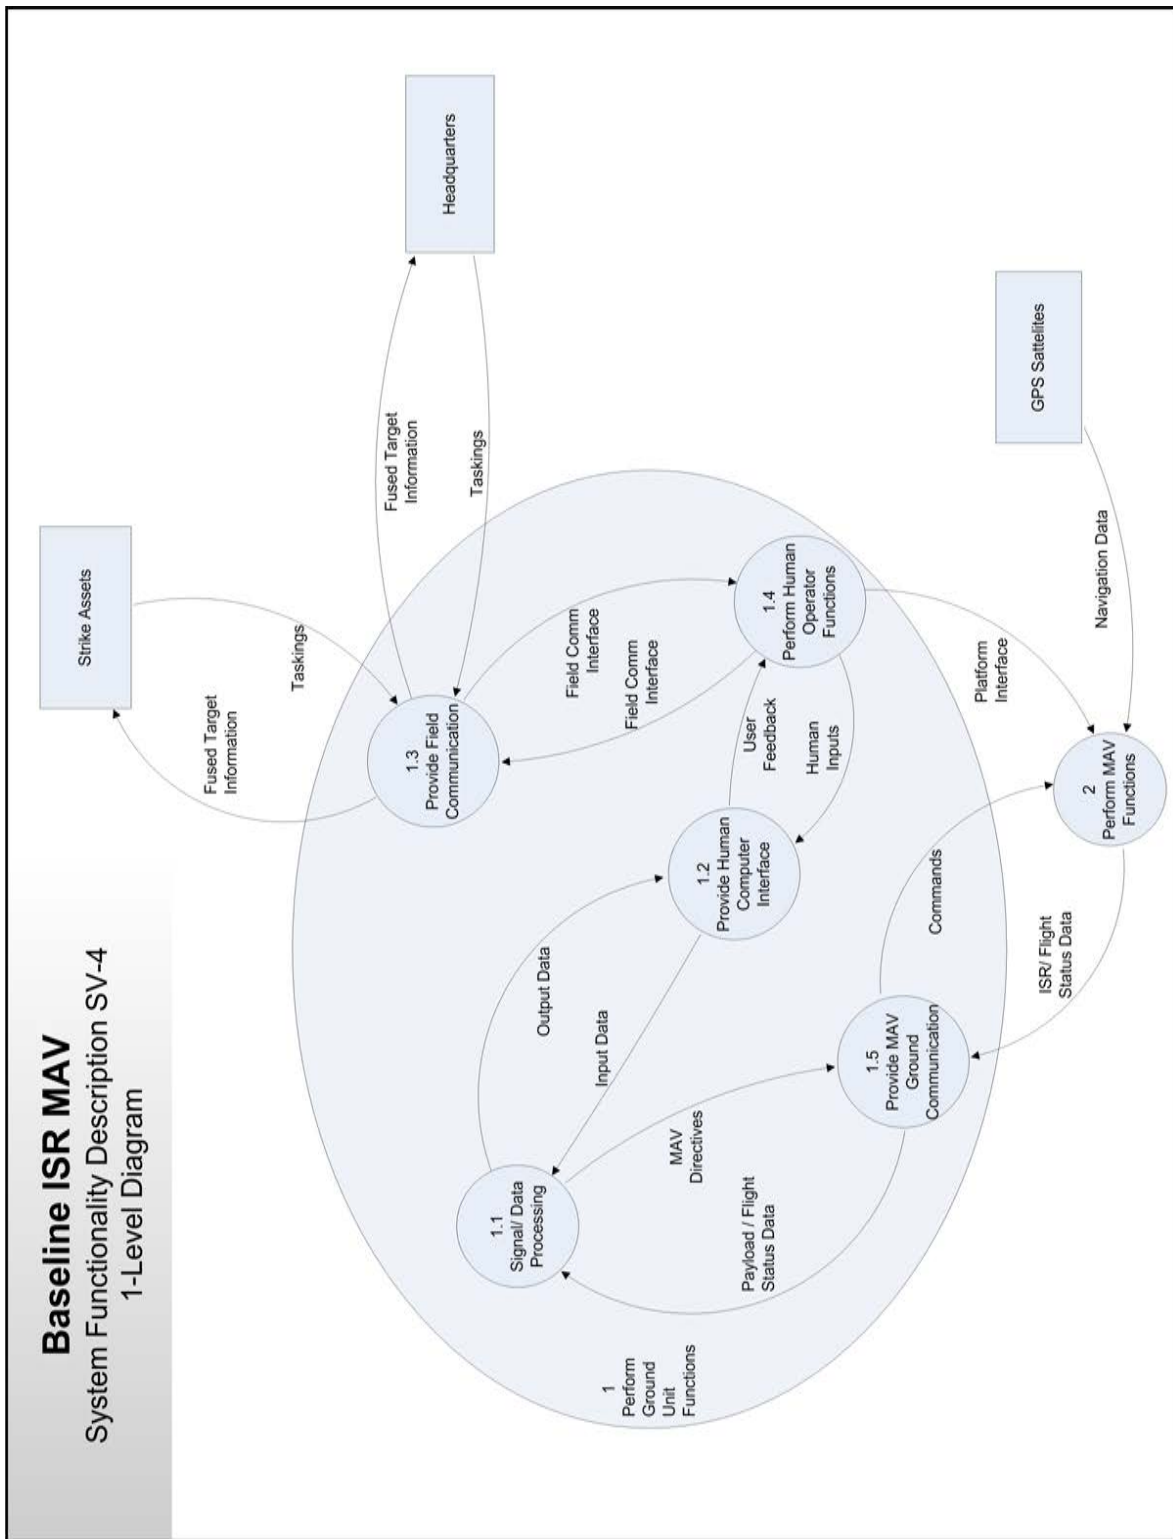 Baseline ISR MAV
System Functionality Description SV-4
1-Level Diagram
Strike Assets
Headquarters
GPS Sattelites
Fused Target
Information
Taskings
Fused Target
Information
Taskings
1.3
Provide Field
Communication
Field Comm
Interface
Field Comm
Interface
1.4
Perform Human
Operator
Functions
User
Feedback
Human
Inputs
1.2
Provide Human
Computer
Interface
Output Data
Input Data
1.1
Signal/ Data
Processing
MAV
Directives
Payload / Flight
Status Data
1.5
Provide MAV
Ground
Communication
Commands
ISR/ Flight
Status Data
Platform
Interface
Navigation Data
2
Perform MAV
Functions
1
Perform
Ground
Unit
Functions